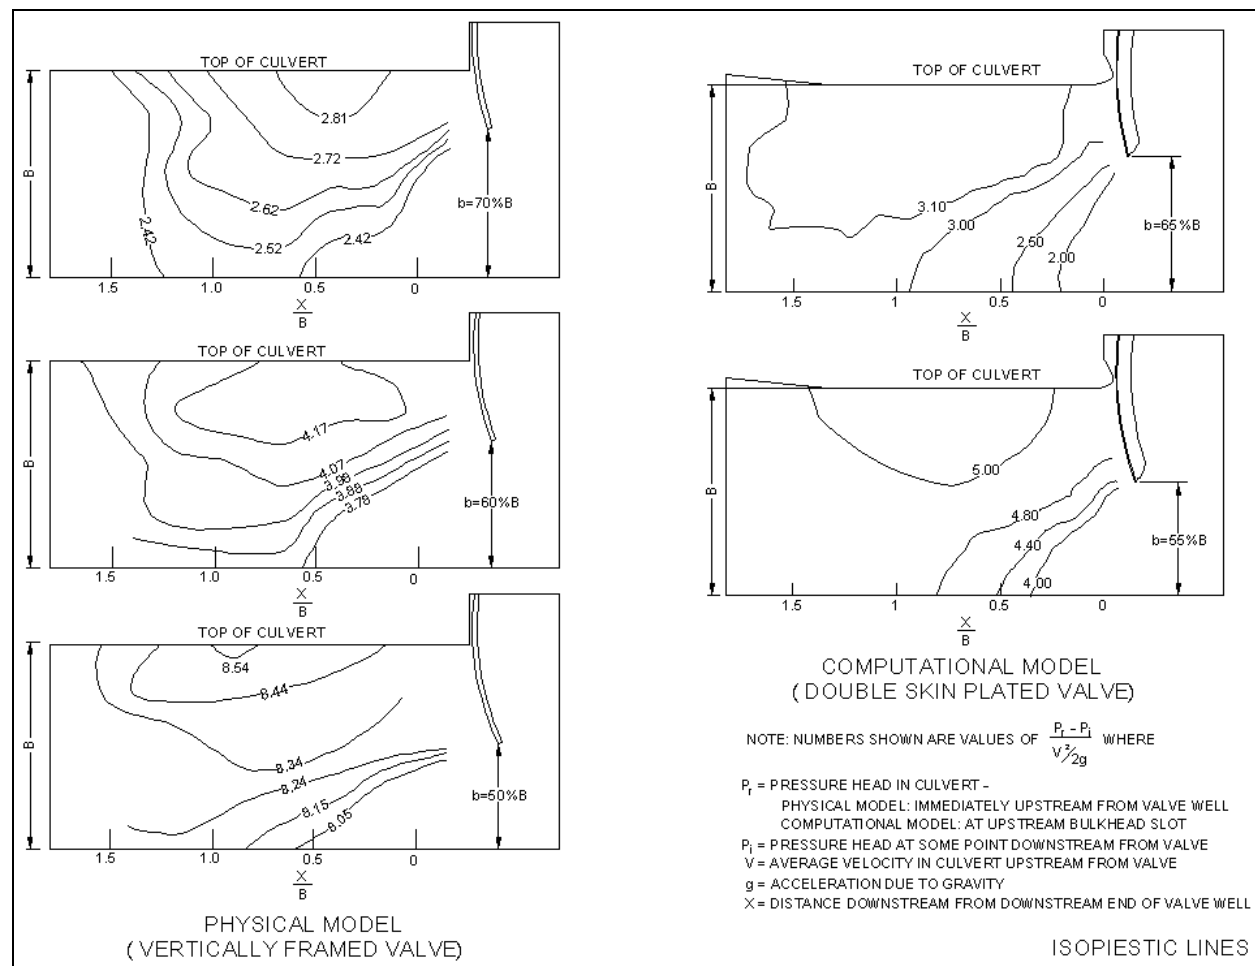 TOP OF CULVERT
2.81
2.72
2.62
2.52
2.42
2.42
B
b=70%B
1.5 1.0 0.5 0
X
B
TOP OF CULVERT
4.17
4.07
3.98
3.88
3.78
B
b=60%B
1.5 1.0 0.5 0
X
B
TOP OF CULVERT
8.54
8.44
8.34
8.24
8.15
8.05
B
b=50%B
1.5 1.0 0.5 0
X
B
PHYSICAL MODEL
( VERTICALLY FRAMED VALVE)
TOP OF CULVERT
3.10
3.00
2.50
2.00
B
b=65%B
1.5 1 0.5 0
X
B
TOP OF CULVERT
5.00
4.80
4.40
4.00
B
b=55%B
1.5 1 0.5 0
X
B
COMPUTATIONAL MODEL
( DOUBLE SKIN PLATED VALVE)
NOTE: NUMBERS SHOWN ARE VALUES OF (Pr - Pi) / (V²/2g) WHERE
Pr = PRESSURE HEAD IN CULVERT -
PHYSICAL MODEL: IMMEDIATELY UPSTREAM FROM VALVE WELL
COMPUTATIONAL MODEL: AT UPSTREAM BULKHEAD SLOT
Pi = PRESSURE HEAD AT SOME POINT DOWNSTREAM FROM VALVE
V = AVERAGE VELOCITY IN CULVERT UPSTREAM FROM VALVE
g = ACCELERATION DUE TO GRAVITY
X = DISTANCE DOWNSTREAM FROM DOWNSTREAM END OF VALVE WELL
ISOPIESTIC LINES